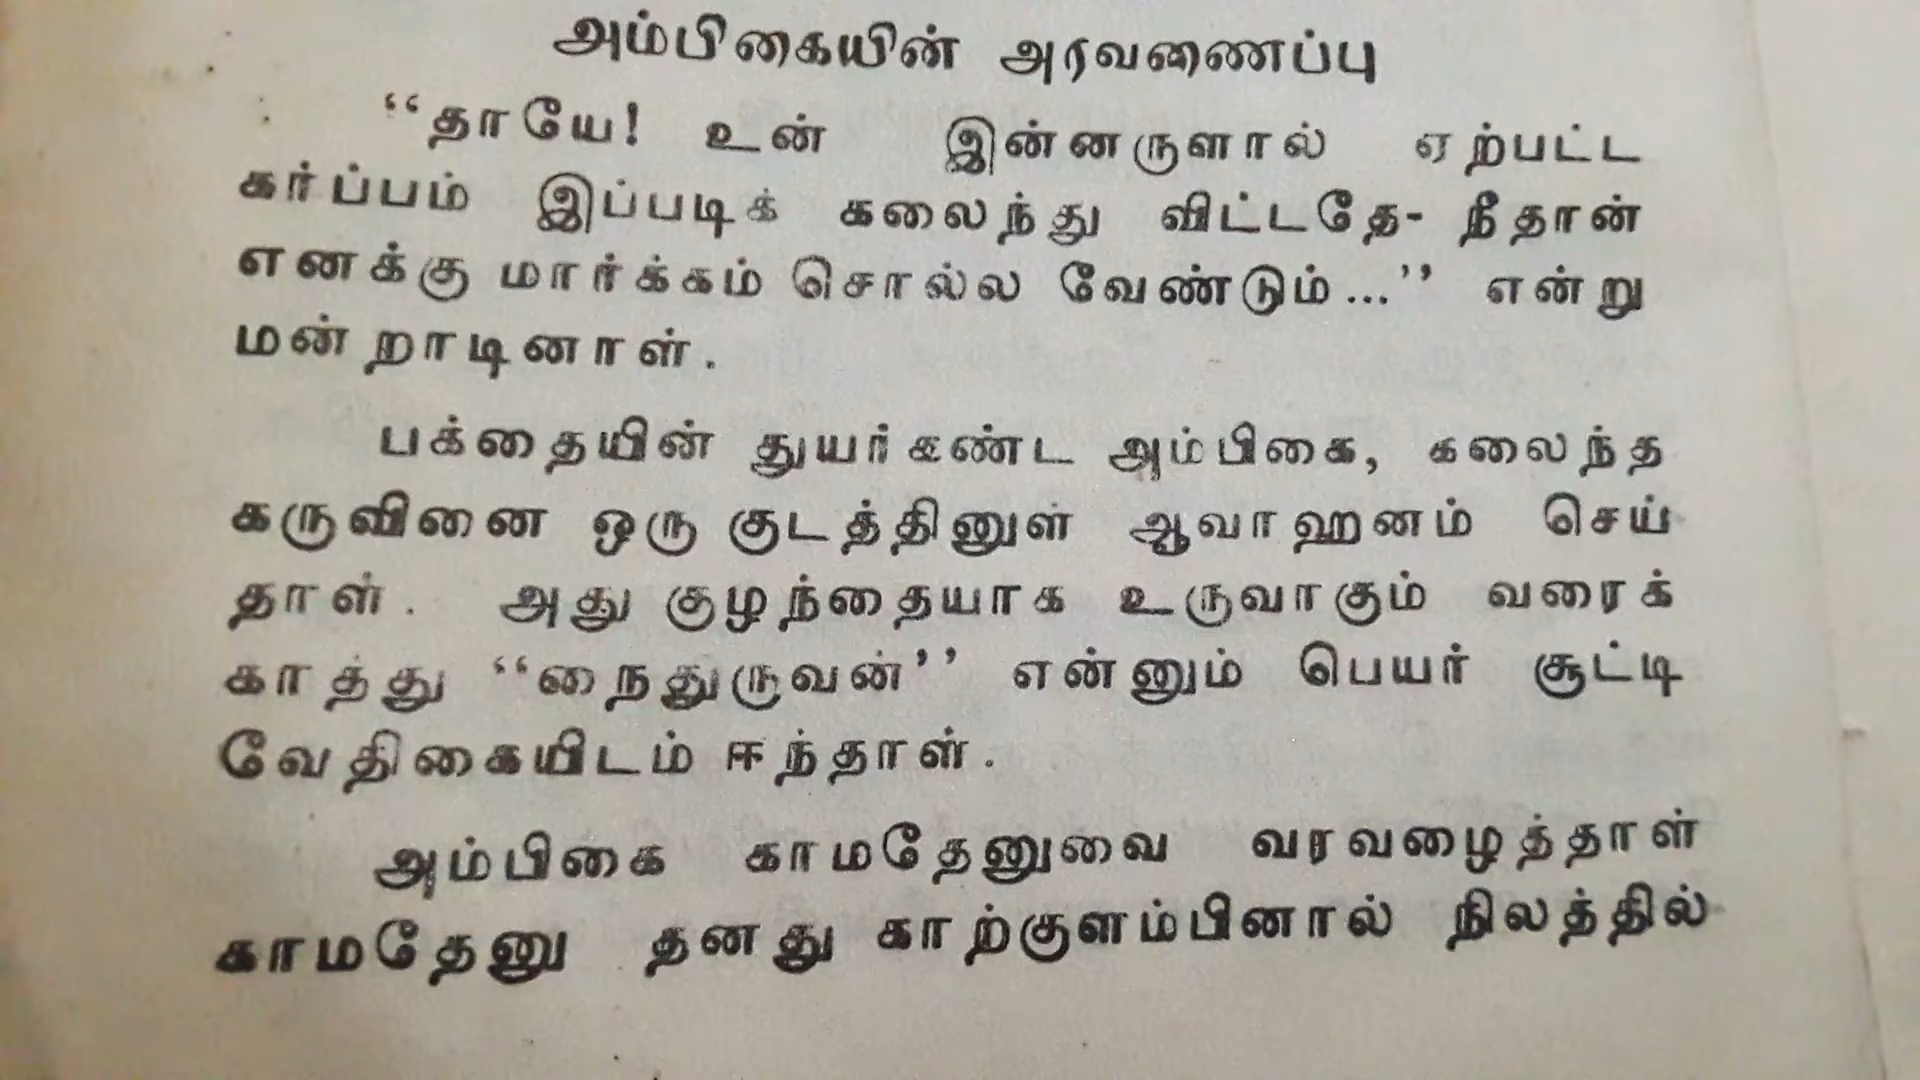 அம்பிகையின் அரவணைப்பு
“தாயே! உன் இன்னருளால் ஏற்பட்ட
கர்ப்பம் இப்படிக் கலைந்து விட்டதே- நீதான்
எனக்கு மார்க்கம் சொல்ல வேண்டும்...” என்று
மன்றாடினாள்.
பக்தையின் துயர்கண்ட அம்பிகை, கலைந்த
கருவினை ஒரு குடத்தினுள் ஆவாஹனம் செய்
தாள். அது குழந்தையாக உருவாகும் வரைக்
காத்து “நைதுருவன்” என்னும் பெயர் சூட்டி
வேதிகையிடம் ஈந்தாள்.
அம்பிகை காமதேனுவை வரவழைத்தாள்
காமதேனு தனது காற்குளம்பினால் நிலத்தில்